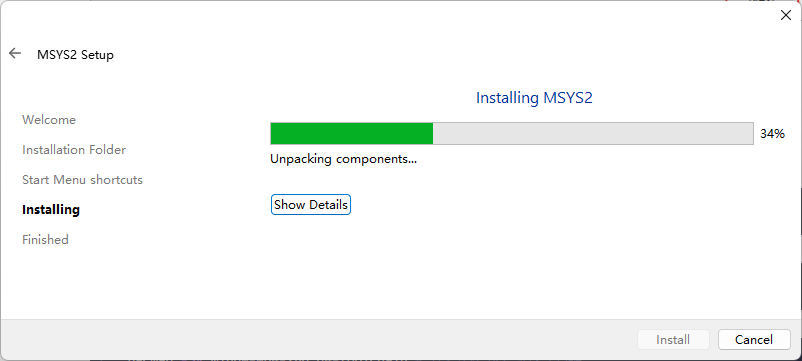 MSYS2 Setup
Installing MSYS2
Welcome
34%
Installation Folder
Unpacking components...
Start Menu shortcuts
Installing
Show Details
Finished
Install
Cancel